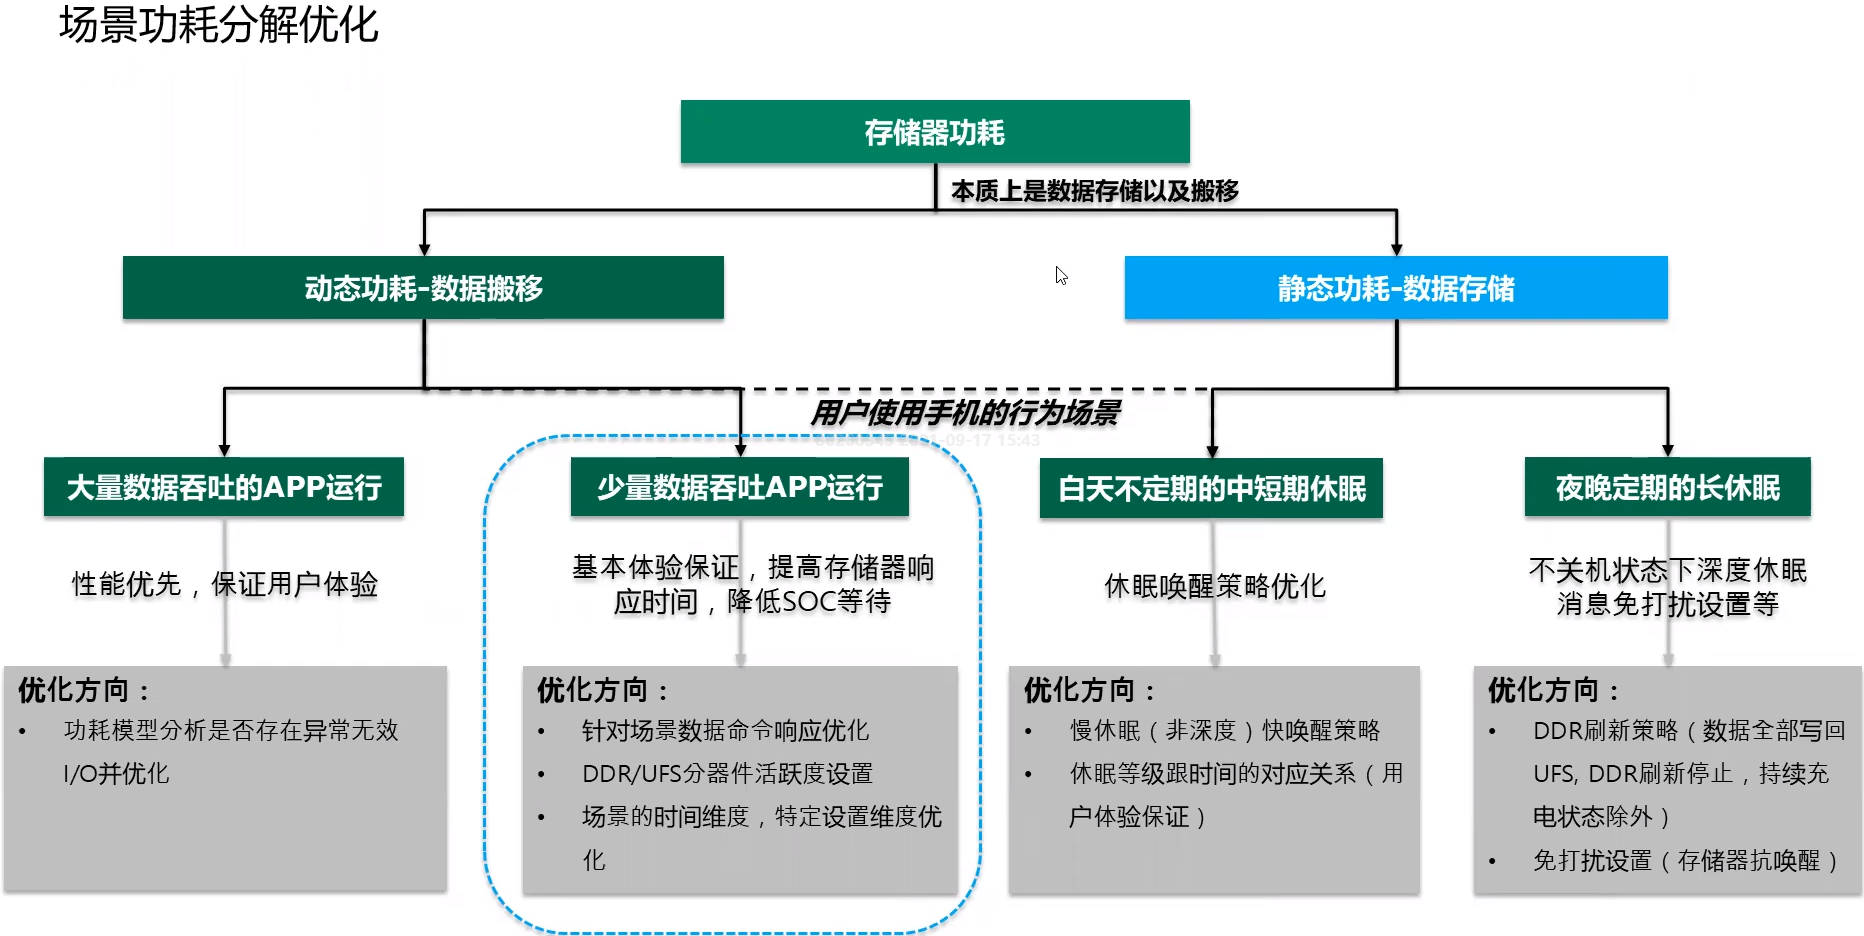 场景功耗分解优化
存储器功耗
本质上是数据存储以及搬移
动态功耗-数据搬移
静态功耗-数据存储
用户使用手机的行为场景
大量数据吞吐的APP运行
性能优先，保证用户体验
优化方向：
• 功耗模型分析是否存在异常无效
I/O并优化
少量数据吞吐APP运行
基本体验保证，提高存储器响
应时间，降低SOC等待
优化方向：
• 针对场景数据命令响应优化
• DDR/UFS分器件活跃度设置
• 场景的时间维度，特定设置维度优
化
白天不定期的中短期休眠
休眠唤醒策略优化
优化方向：
• 慢休眠（非深度）快唤醒策略
• 休眠等级跟时间的对应关系（用
户体验保证）
夜晚定期的长休眠
不关机状态下深度休眠
消息免打扰设置等
优化方向：
• DDR刷新策略（数据全部写回
UFS, DDR刷新停止，持续充
电状态除外）
• 免打扰设置（存储器抗唤醒）